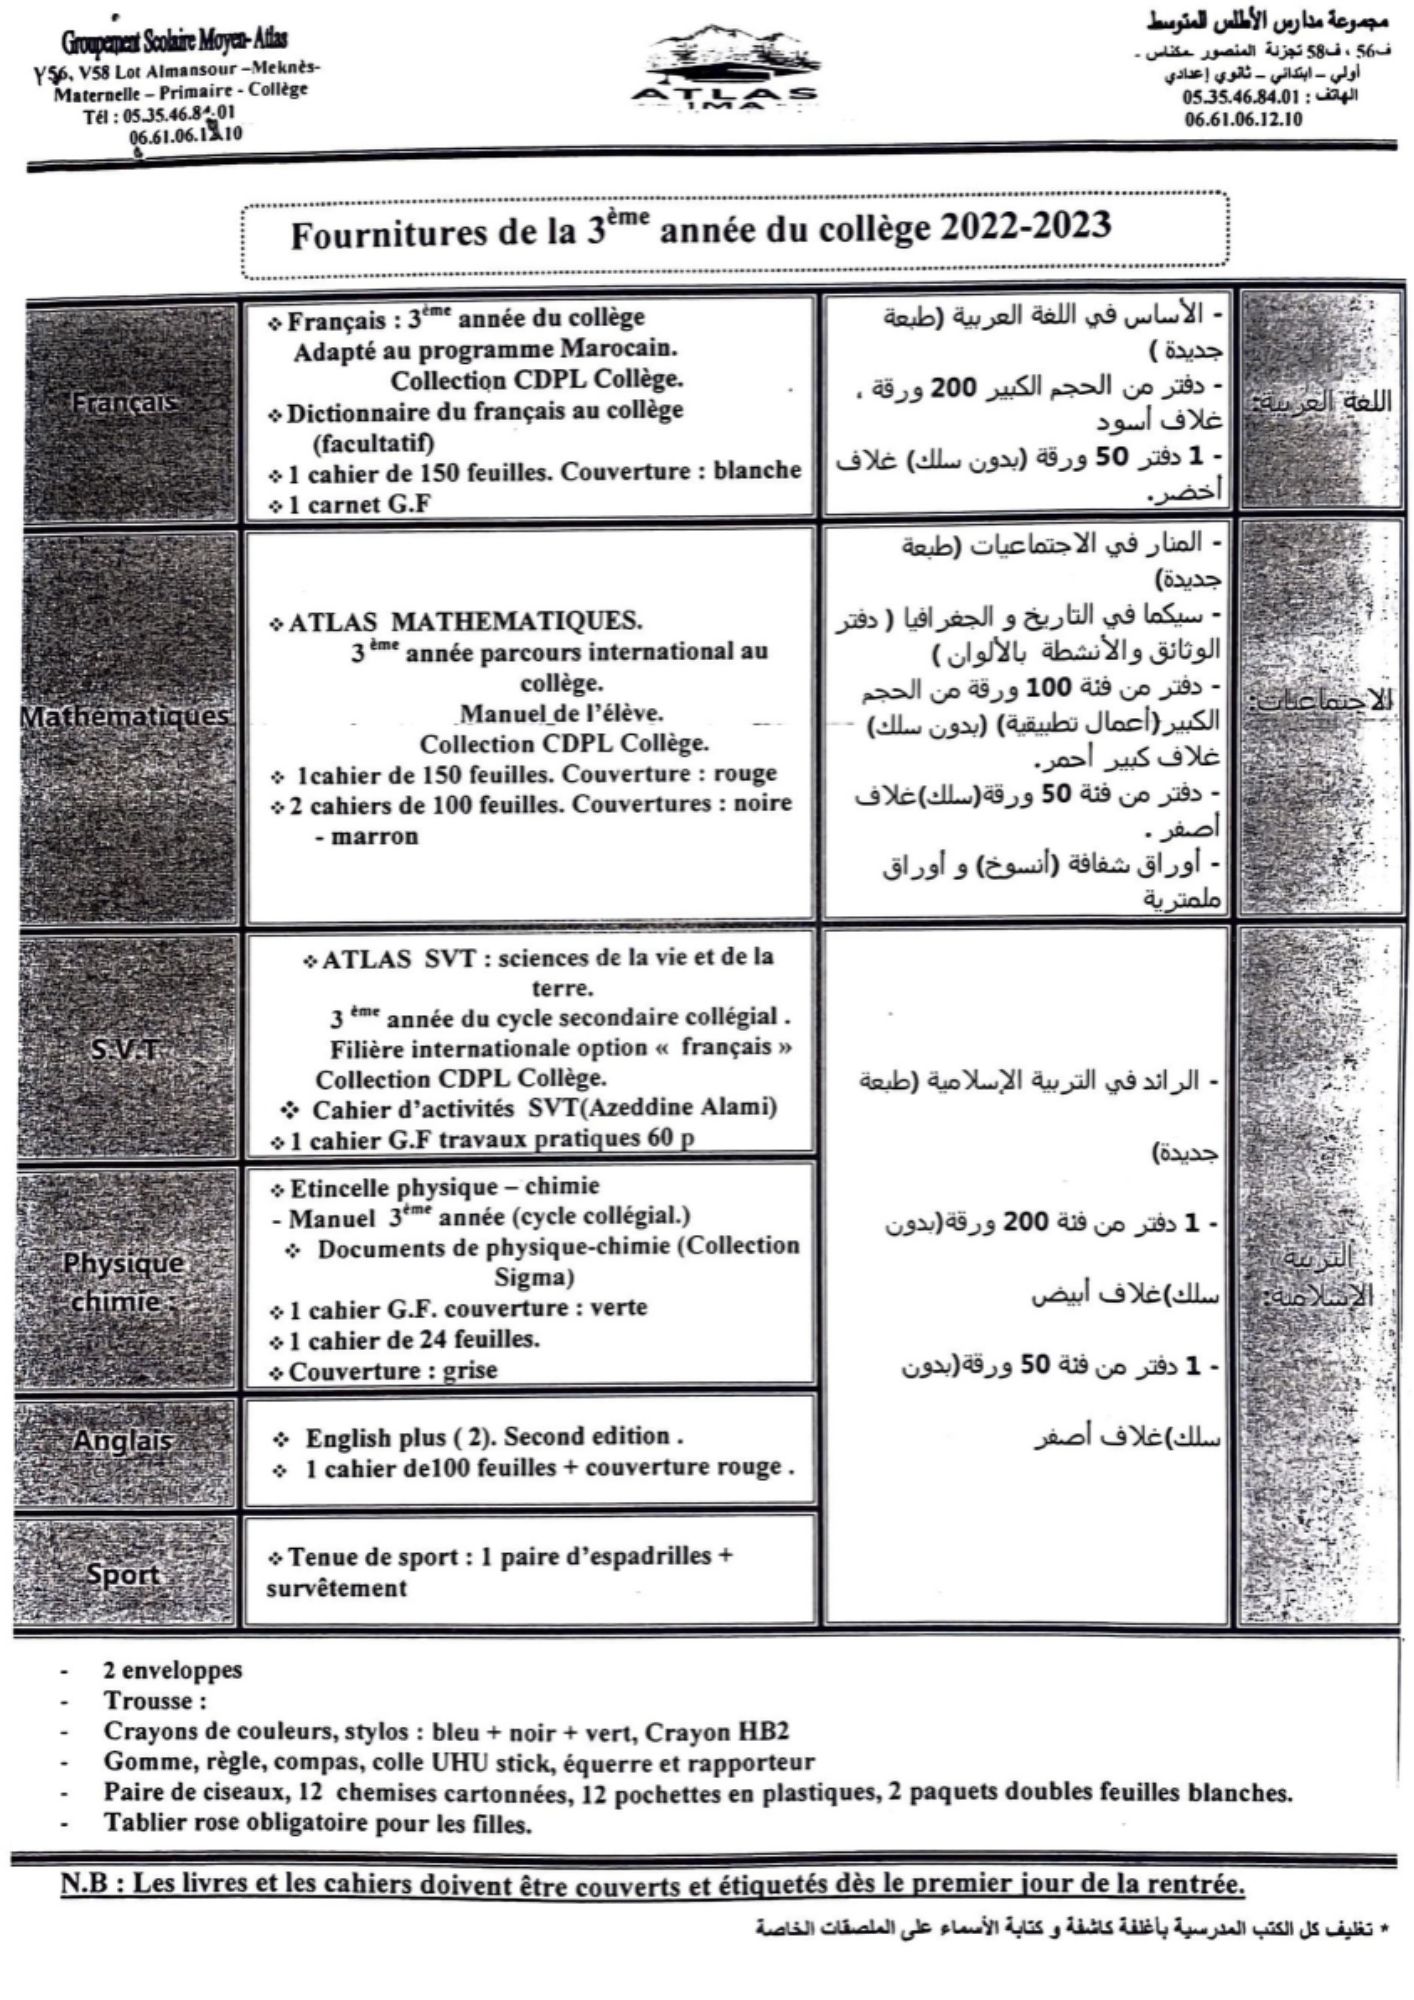 Groupement Scolaire Moyen-Atlas
Y56, V58 Lot Almansour –Meknès-
Maternelle – Primaire - Collège
Tél : 05.35.46.84.01
06.61.06.12.10
ATLAS
IMA
مجموعة مدارس الأطلس المتوسط
ف56 ، ف58 تجزئة المنصور مكناس -
أولي – ابتدائي – ثانوي إعدادي
الهاتف : 05.35.46.84.01
06.61.06.12.10
Fournitures de la 3ème année du collège 2022-2023
Français
❖ Français : 3ème année du collège
Adapté au programme Marocain.
Collection CDPL Collège.
❖ Dictionnaire du français au collège
(facultatif)
❖ 1 cahier de 150 feuilles. Couverture : blanche
❖ 1 carnet G.F
- الأساس في اللغة العربية (طبعة
جديدة )
- دفتر من الحجم الكبير 200 ورقة ،
غلاف أسود
- 1 دفتر 50 ورقة (بدون سلك) غلاف
أخضر.
اللغة العربية:
Mathématiques
❖ ATLAS MATHEMATIQUES.
3 ème année parcours international au
collège.
Manuel de l’élève.
Collection CDPL Collège.
❖ 1cahier de 150 feuilles. Couverture : rouge
❖ 2 cahiers de 100 feuilles. Couvertures : noire
- marron
- المنار في الاجتماعيات (طبعة
جديدة)
- سيكما في التاريخ و الجغرافيا ( دفتر
الوثائق والأنشطة بالألوان )
- دفتر من فئة 100 ورقة من الحجم
الكبير(أعمال تطبيقية) (بدون سلك)
غلاف كبير أحمر.
- دفتر من فئة 50 ورقة(سلك)غلاف
أصفر .
- أوراق شفافة (أنسوخ) و أوراق
ملمترية
الاجتماعيات:
S.V.T
❖ ATLAS SVT : sciences de la vie et de la
terre.
3 ème année du cycle secondaire collégial .
Filière internationale option « français »
Collection CDPL Collège.
❖ Cahier d’activités SVT(Azeddine Alami)
❖ 1 cahier G.F travaux pratiques 60 p
Physique
chimie :
❖ Etincelle physique – chimie
- Manuel 3ème année (cycle collégial.)
❖ Documents de physique-chimie (Collection
Sigma)
❖ 1 cahier G.F. couverture : verte
❖ 1 cahier de 24 feuilles.
❖ Couverture : grise
Anglais
❖ English plus ( 2). Second edition .
❖ 1 cahier de100 feuilles + couverture rouge .
Sport
❖ Tenue de sport : 1 paire d’espadrilles +
survêtement
- الرائد في التربية الإسلامية (طبعة
جديدة)
- 1 دفتر من فئة 200 ورقة(بدون
سلك)غلاف أبيض
- 1 دفتر من فئة 50 ورقة(بدون
سلك)غلاف أصفر
التربية
الاسلامية:
- 2 enveloppes
- Trousse :
- Crayons de couleurs, stylos : bleu + noir + vert, Crayon HB2
- Gomme, règle, compas, colle UHU stick, équerre et rapporteur
- Paire de ciseaux, 12 chemises cartonnées, 12 pochettes en plastiques, 2 paquets doubles feuilles blanches.
- Tablier rose obligatoire pour les filles.
N.B : Les livres et les cahiers doivent être couverts et étiquetés dès le premier jour de la rentrée.
* تغليف كل الكتب المدرسية بأغلفة كاشفة و كتابة الأسماء على الملصقات الخاصة